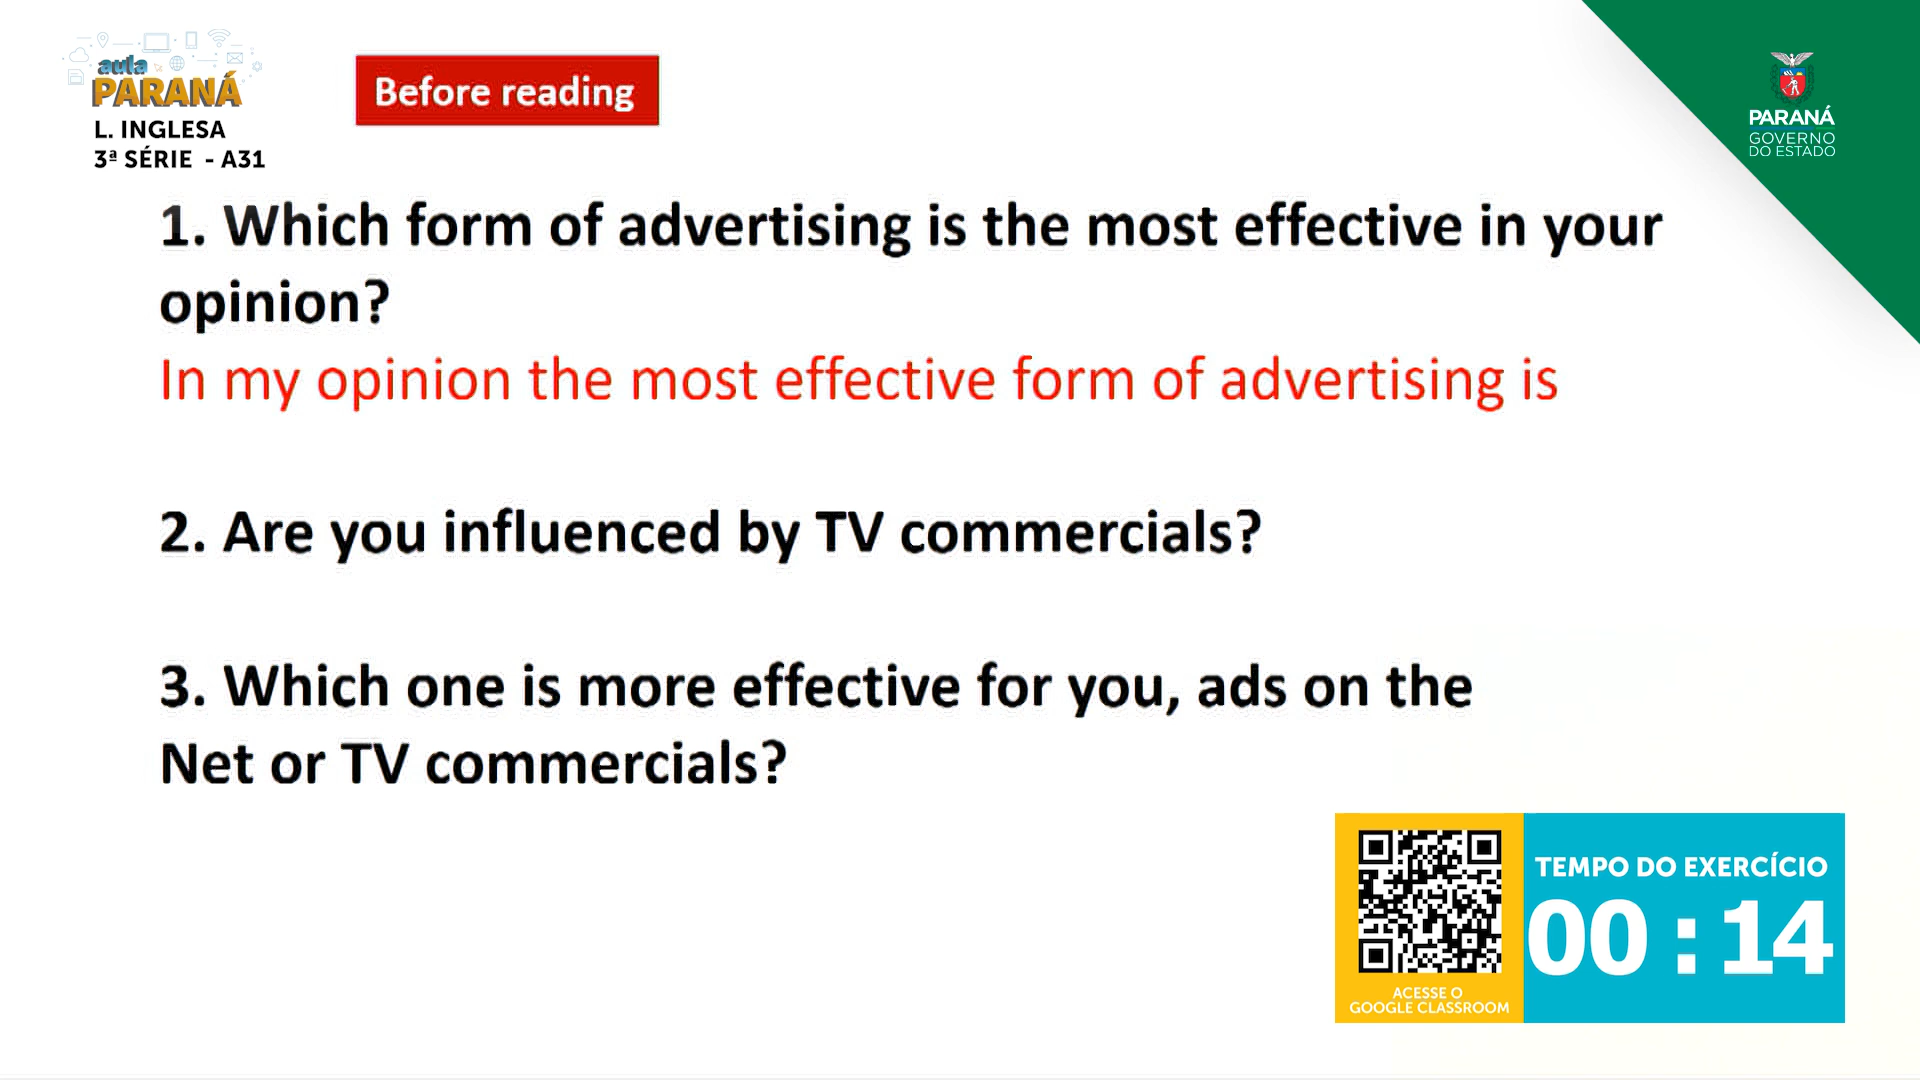 aula
PARANÁ
L. INGLESA
3ª SÉRIE - A31
Before reading
PARANÁ
GOVERNO
DO ESTADO
1. Which form of advertising is the most effective in your
opinion?
In my opinion the most effective form of advertising is
2. Are you influenced by TV commercials?
3. Which one is more effective for you, ads on the
Net or TV commercials?
ACESSE O
GOOGLE CLASSROOM
TEMPO DO EXERCÍCIO
00 : 14